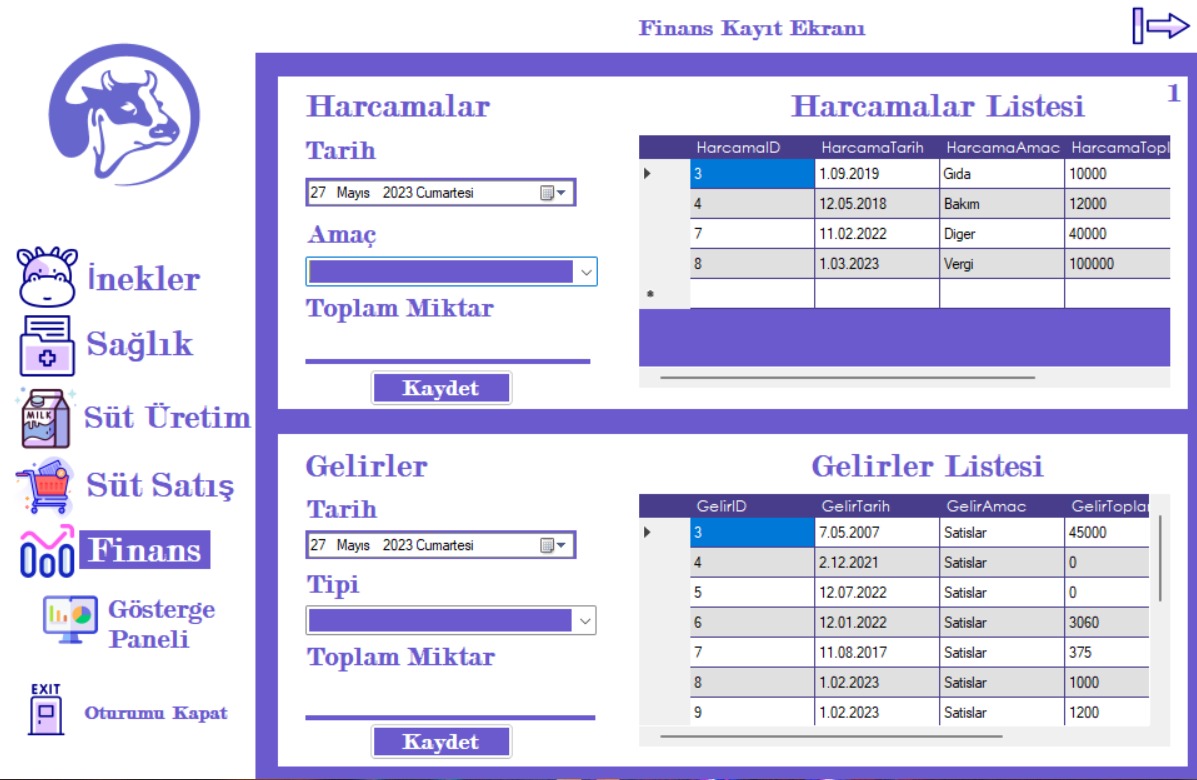 Finans Kayıt Ekranı
İnekler
Sağlık
MILK
Süt Üretim
Süt Satış
Finans
Gösterge
Paneli
EXIT
Oturumu Kapat
Harcamalar
Tarih
27 Mayıs 2023 Cumartesi
Amaç
Toplam Miktar
Kaydet
Harcamalar Listesi
1
HarcamaID HarcamaTarih HarcamaAmac HarcamaTopl
3 1.09.2019 Gıda 10000
4 12.05.2018 Bakım 12000
7 11.02.2022 Diger 40000
8 1.03.2023 Vergi 100000
Gelirler
Tarih
27 Mayıs 2023 Cumartesi
Tipi
Toplam Miktar
Kaydet
Gelirler Listesi
GelirID GelirTarih GelirAmac GelirToplar
3 7.05.2007 Satislar 45000
4 2.12.2021 Satislar 0
5 12.07.2022 Satislar 0
6 12.01.2022 Satislar 3060
7 11.08.2017 Satislar 375
8 1.02.2023 Satislar 1000
9 1.02.2023 Satislar 1200